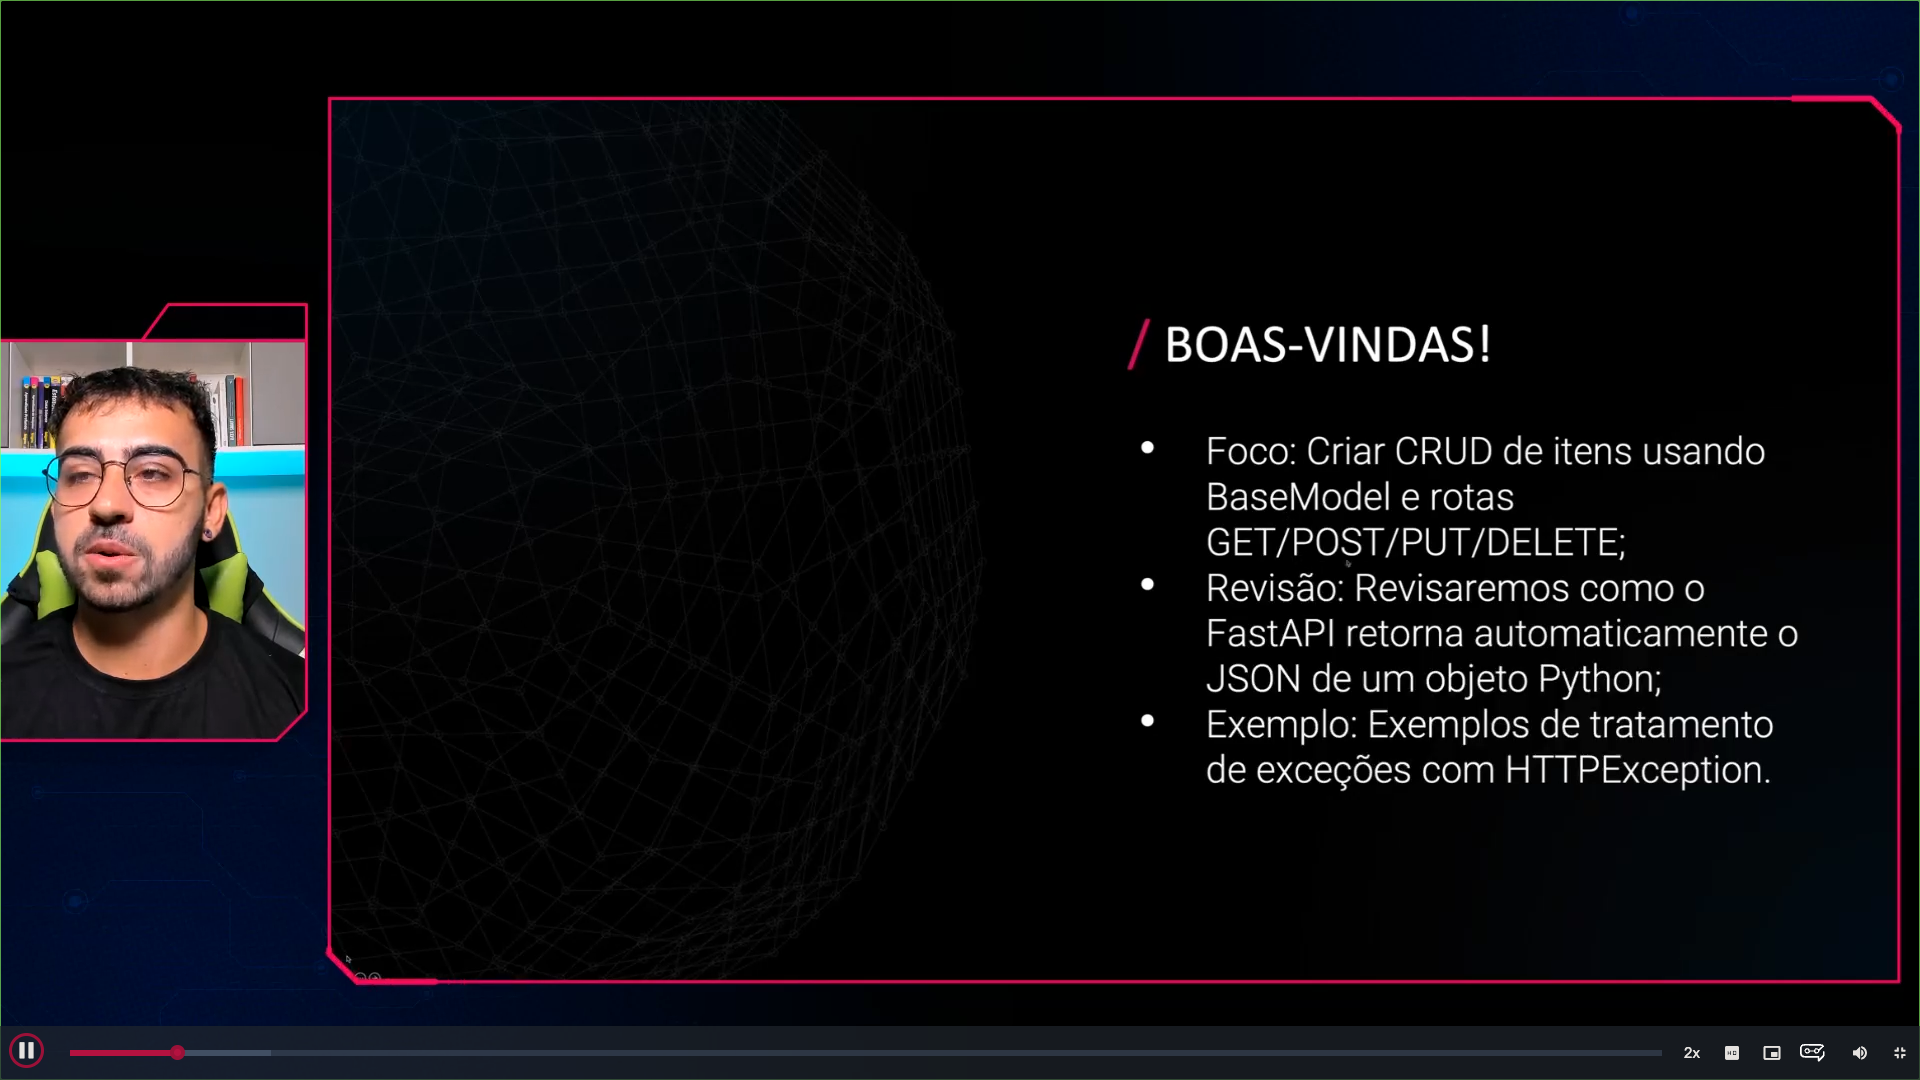 / BOAS-VINDAS!
• Foco: Criar CRUD de itens usando
BaseModel e rotas
GET/POST/PUT/DELETE;
• Revisão: Revisaremos como o
FastAPI retorna automaticamente o
JSON de um objeto Python;
• Exemplo: Exemplos de tratamento
de exceções com HTTPException.
2x
HD